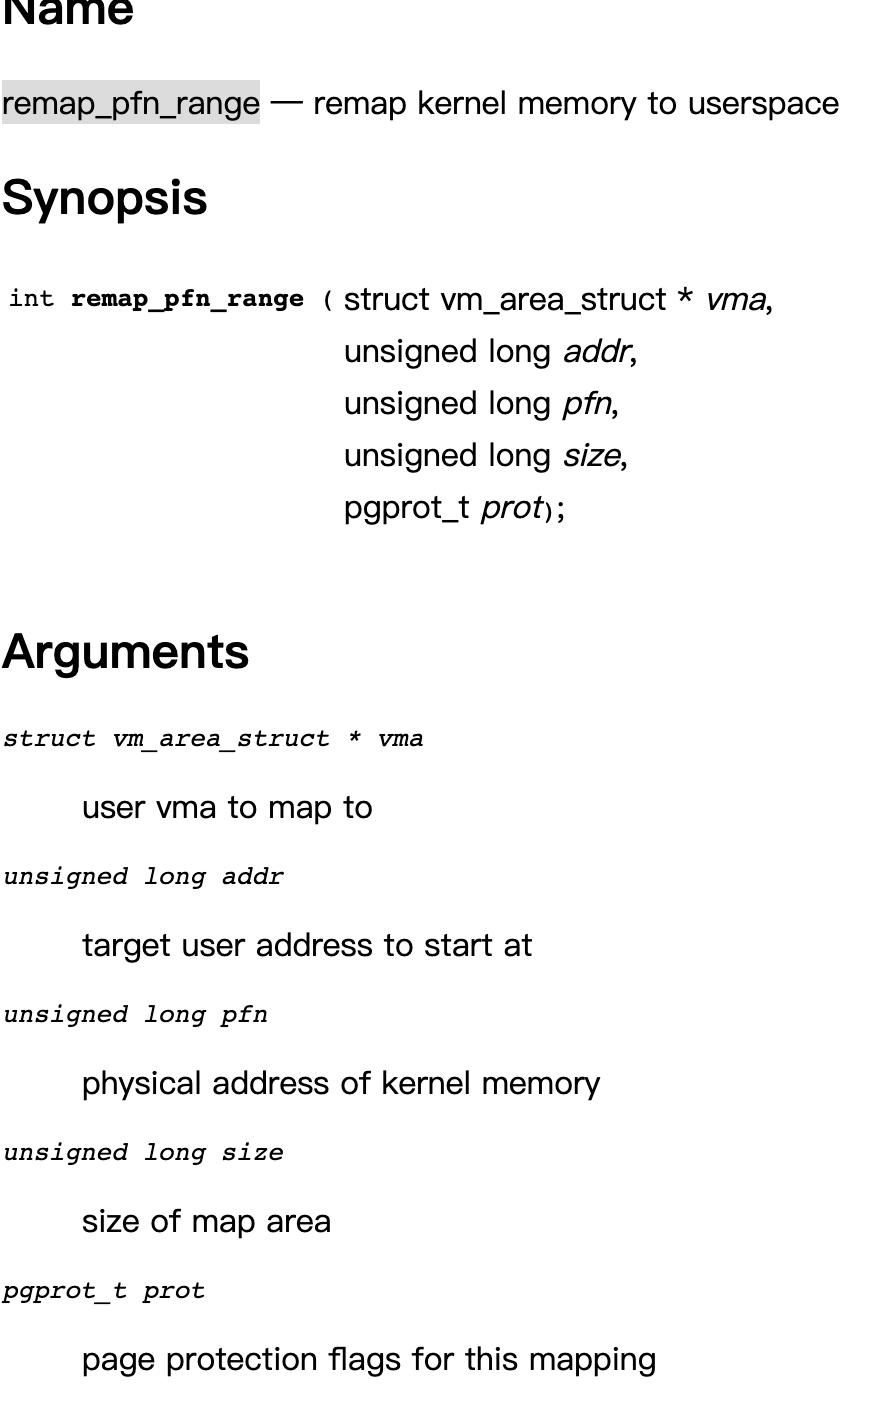 Name
remap_pfn_range — remap kernel memory to userspace
Synopsis
int remap_pfn_range ( struct vm_area_struct * vma,
unsigned long addr,
unsigned long pfn,
unsigned long size,
pgprot_t prot);
Arguments
struct vm_area_struct * vma
user vma to map to
unsigned long addr
target user address to start at
unsigned long pfn
physical address of kernel memory
unsigned long size
size of map area
pgprot_t prot
page protection flags for this mapping